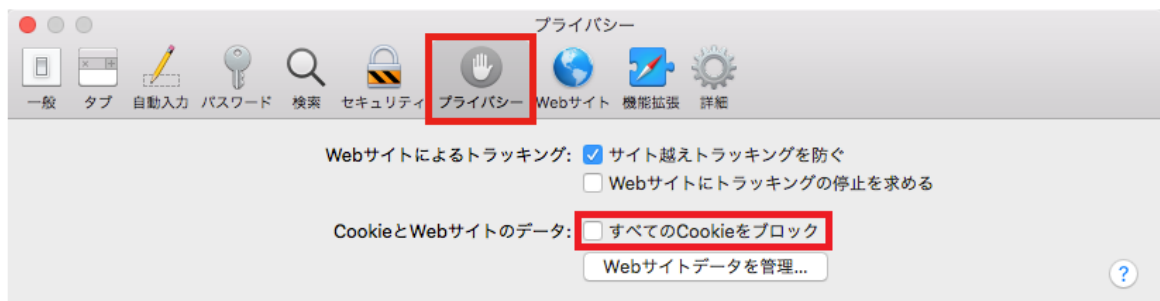 プライバシー
一般 タブ 自動入力 パスワード 検索 セキュリティ プライバシー Webサイト 機能拡張 詳細
Webサイトによるトラッキング: サイト越えトラッキングを防ぐ
Webサイトにトラッキングの停止を求める
CookieとWebサイトのデータ: すべてのCookieをブロック
Webサイトデータを管理...
?